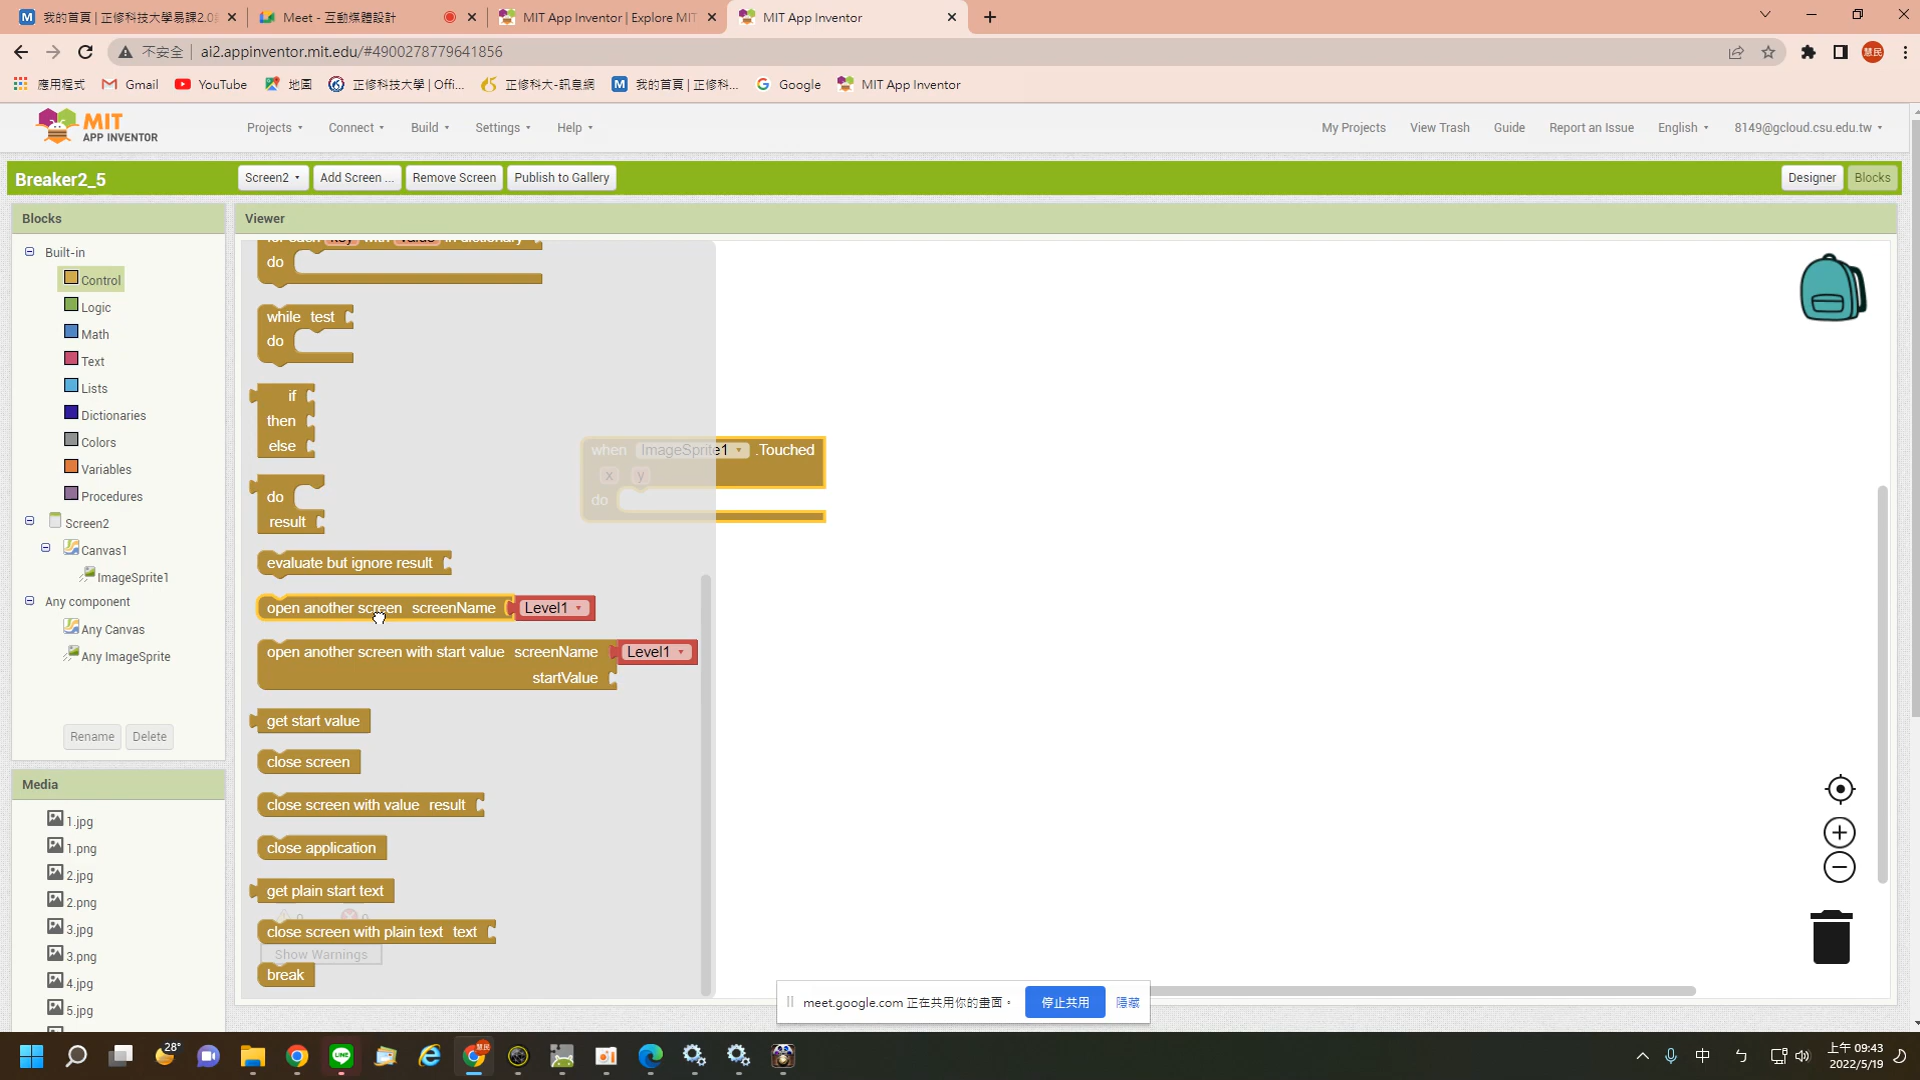 我的首頁 | 正修科技大學易課2.0
Meet - 互動媒體設計
MIT App Inventor | Explore MIT
MIT App Inventor
不安全
ai2.appinventor.mit.edu/#4900278779641856
慧民
應用程式
Gmail
YouTube
地圖
正修科技大學 | Offi...
正修科大-訊息網
我的首頁 | 正修科...
Google
MIT App Inventor
MIT
APP INVENTOR
Projects
Connect
Build
Settings
Help
My Projects
View Trash
Guide
Report an Issue
English
8149@gcloud.csu.edu.tw
Breaker2_5
Screen2
Add Screen ...
Remove Screen
Publish to Gallery
Designer
Blocks
Blocks
Viewer
Built-in
Control
Logic
Math
Text
Lists
Dictionaries
Colors
Variables
Procedures
Screen2
Canvas1
ImageSprite1
Any component
Any Canvas
Any ImageSprite
Rename
Delete
Media
1.jpg
1.png
2.jpg
2.png
3.jpg
3.png
4.jpg
5.jpg
for each key with value in dictionary
do
while test
do
if
then
else
do
result
evaluate but ignore result
open another screen screenName Level1
open another screen with start value screenName Level1
startValue
get start value
close screen
close screen with value result
close application
get plain start text
close screen with plain text text
Show Warnings
break
when ImageSprite1 .Touched
x y
do
meet.google.com 正在共用你的畫面。
停止共用
隱藏
28°
慧民
中
上午 09:43
2022/5/19